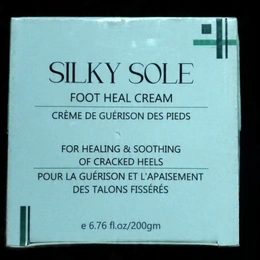 SILKY SOLE
FOOT HEAL CREAM
CRÈME DE GUÉRISON DES PIEDS
FOR HEALING & SOOTHING
OF CRACKED HEELS
POUR LA GUÉRISON ET L'APAISEMENT
DES TALONS FISSÉRÉS
e 6.76 fl.oz/200gm